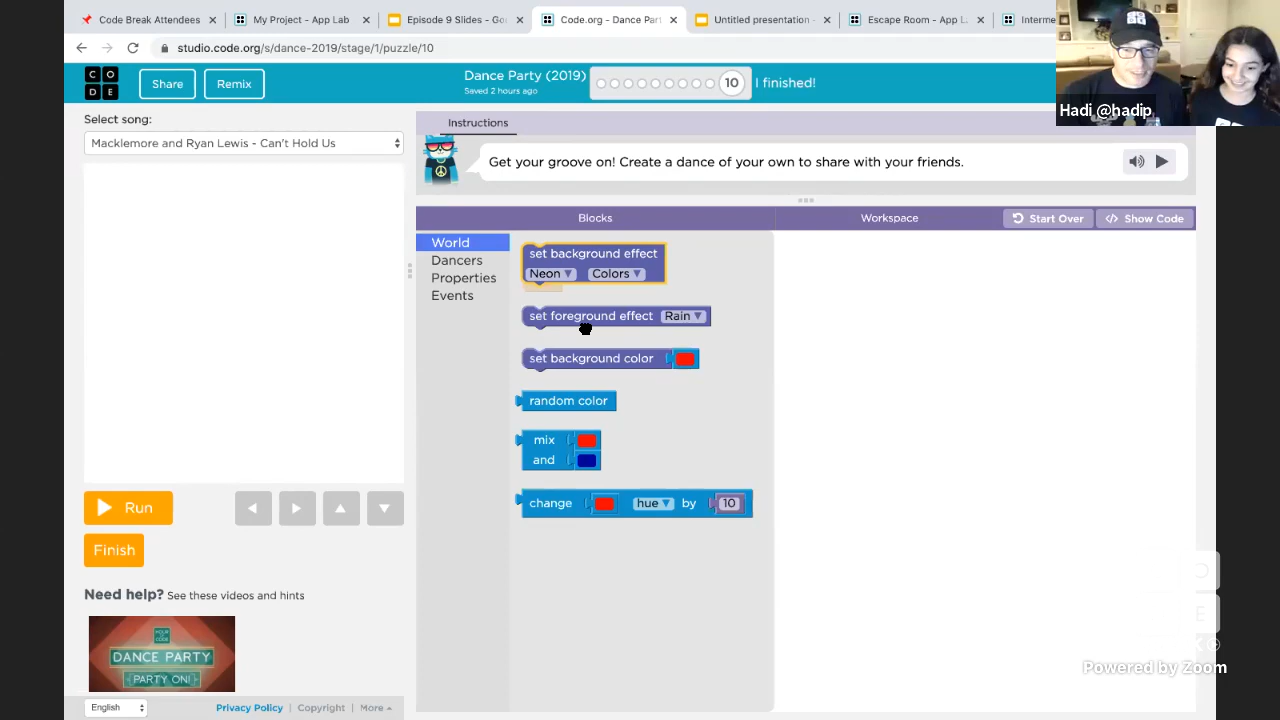 Code Break Attendees
My Project - App Lab
Episode 9 Slides - Go
Code.org - Dance Par
Untitled presentation -
Escape Room - App L
Interme
studio.code.org/s/dance-2019/stage/1/puzzle/10
C O
D E
Share
Remix
Dance Party (2019)
Saved 2 hours ago
10
I finished!
88
Hadi @hadip
Select song:
Macklemore and Ryan Lewis - Can't Hold Us
Instructions
Get your groove on! Create a dance of your own to share with your friends.
Blocks
Workspace
Start Over
</> Show Code
World
Dancers
Properties
Events
set background effect
Neon Colors
set foreground effect Rain
set background color
random color
mix
and
change hue by 10
Run
Finish
Need help? See these videos and hints
DANCE PARTY
PARTY ON!
English
Privacy Policy | Copyright | More
Powered by Zoom